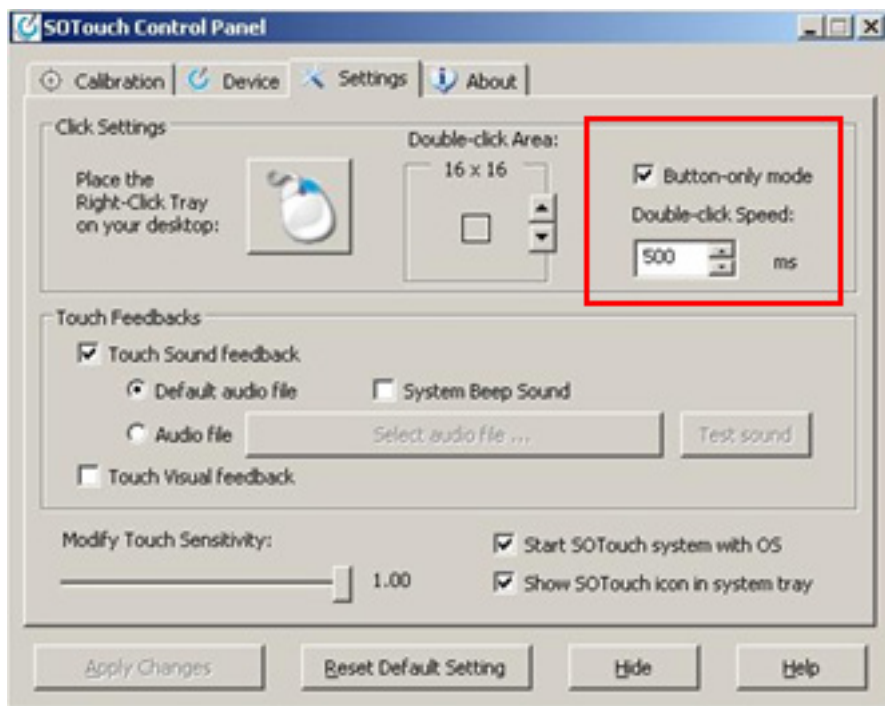 SOTouch Control Panel
Calibration
Device
Settings
About
Click Settings
Place the
Right-Click Tray
on your desktop:
Double-click Area:
16 x 16
Button-only mode
Double-click Speed:
500
ms
Touch Feedbacks
Touch Sound feedback
Default audio file
System Beep Sound
Audio file
Select audio file ...
Test sound
Touch Visual feedback
Modify Touch Sensitivity:
1.00
Start SOTouch system with OS
Show SOTouch icon in system tray
Apply Changes
Reset Default Setting
Hide
Help